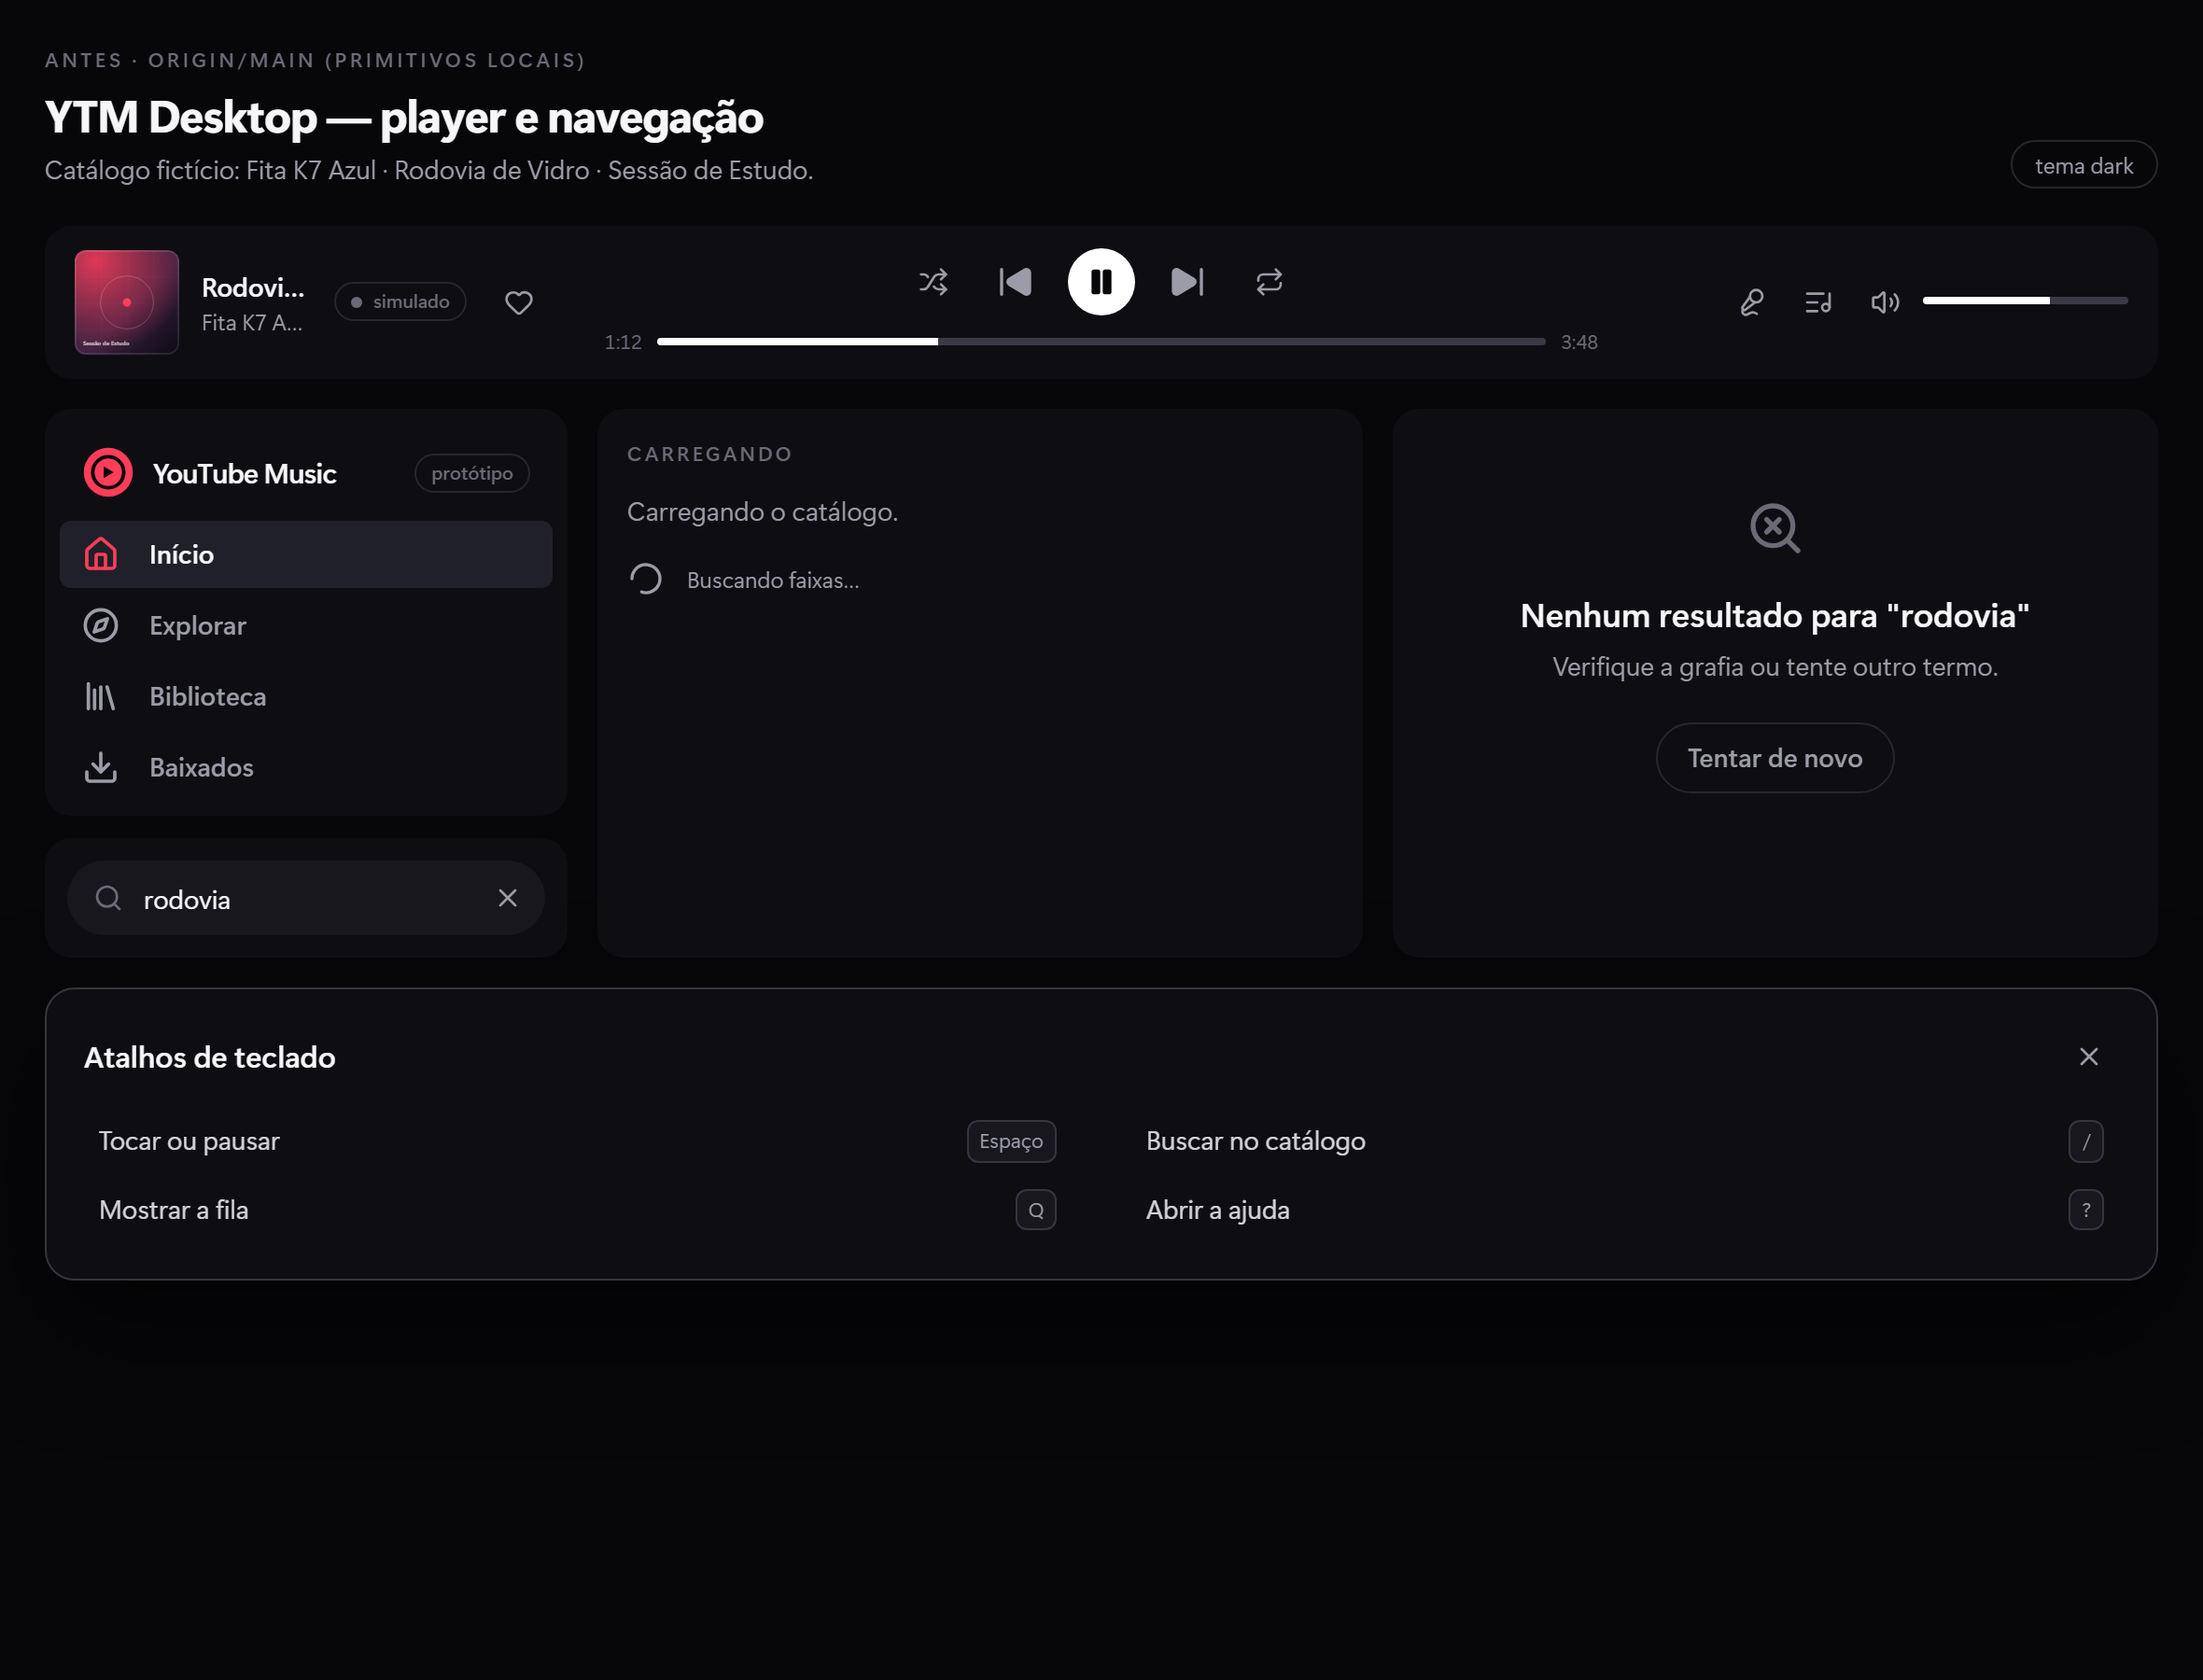 ANTES · ORIGIN/MAIN (PRIMITIVOS LOCAIS)
YTM Desktop — player e navegação
Catálogo fictício: Fita K7 Azul · Rodovia de Vidro · Sessão de Estudo.
tema dark
Sessão de Estudo
Rodovi...
Fita K7 A...
simulado
1:12
3:48
YouTube Music
protótipo
Início
Explorar
Biblioteca
Baixados
rodovia
CARREGANDO
Carregando o catálogo.
Buscando faixas...
Nenhum resultado para "rodovia"
Verifique a grafia ou tente outro termo.
Tentar de novo
Atalhos de teclado
Tocar ou pausar
Espaço
Buscar no catálogo
/
Mostrar a fila
Q
Abrir a ajuda
?